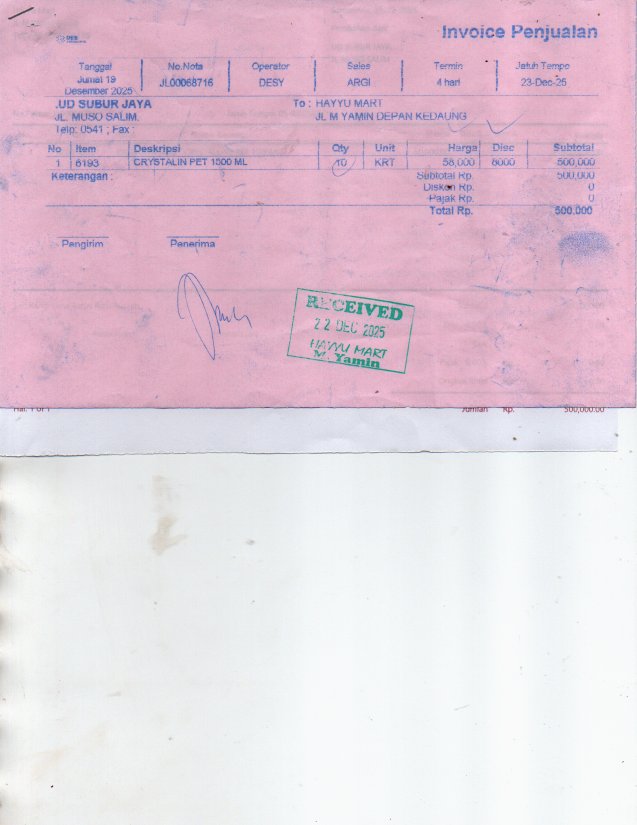 Invoice Penjualan
Tanggal No.Nota Operator Sales Termin Jatuh Tempo
Jumat 19 Desember 2025 JL00068716 DESY ARGI 4 hari 23-Dec-25
.UD SUBUR JAYA To : HAYYU MART
JL. MUSO SALIM. JL M YAMIN DEPAN KEDAUNG
Telp: 0541 ; Fax :
No Item Deskripsi Qty Unit Harga Disc Subtotal
1 6193 CRYSTALIN PET 1500 ML 10 KRT 58,000 8000 500,000
Keterangan : Subtotal Rp. 500,000
Diskon Rp. 0
Pajak Rp. 0
Total Rp. 500,000
Pengirim Penerima
RECEIVED
22 DEC 2025
HAYYU MART
M. Yamin
Hal. 1 of 1 Jumlah Rp. 500,000.00